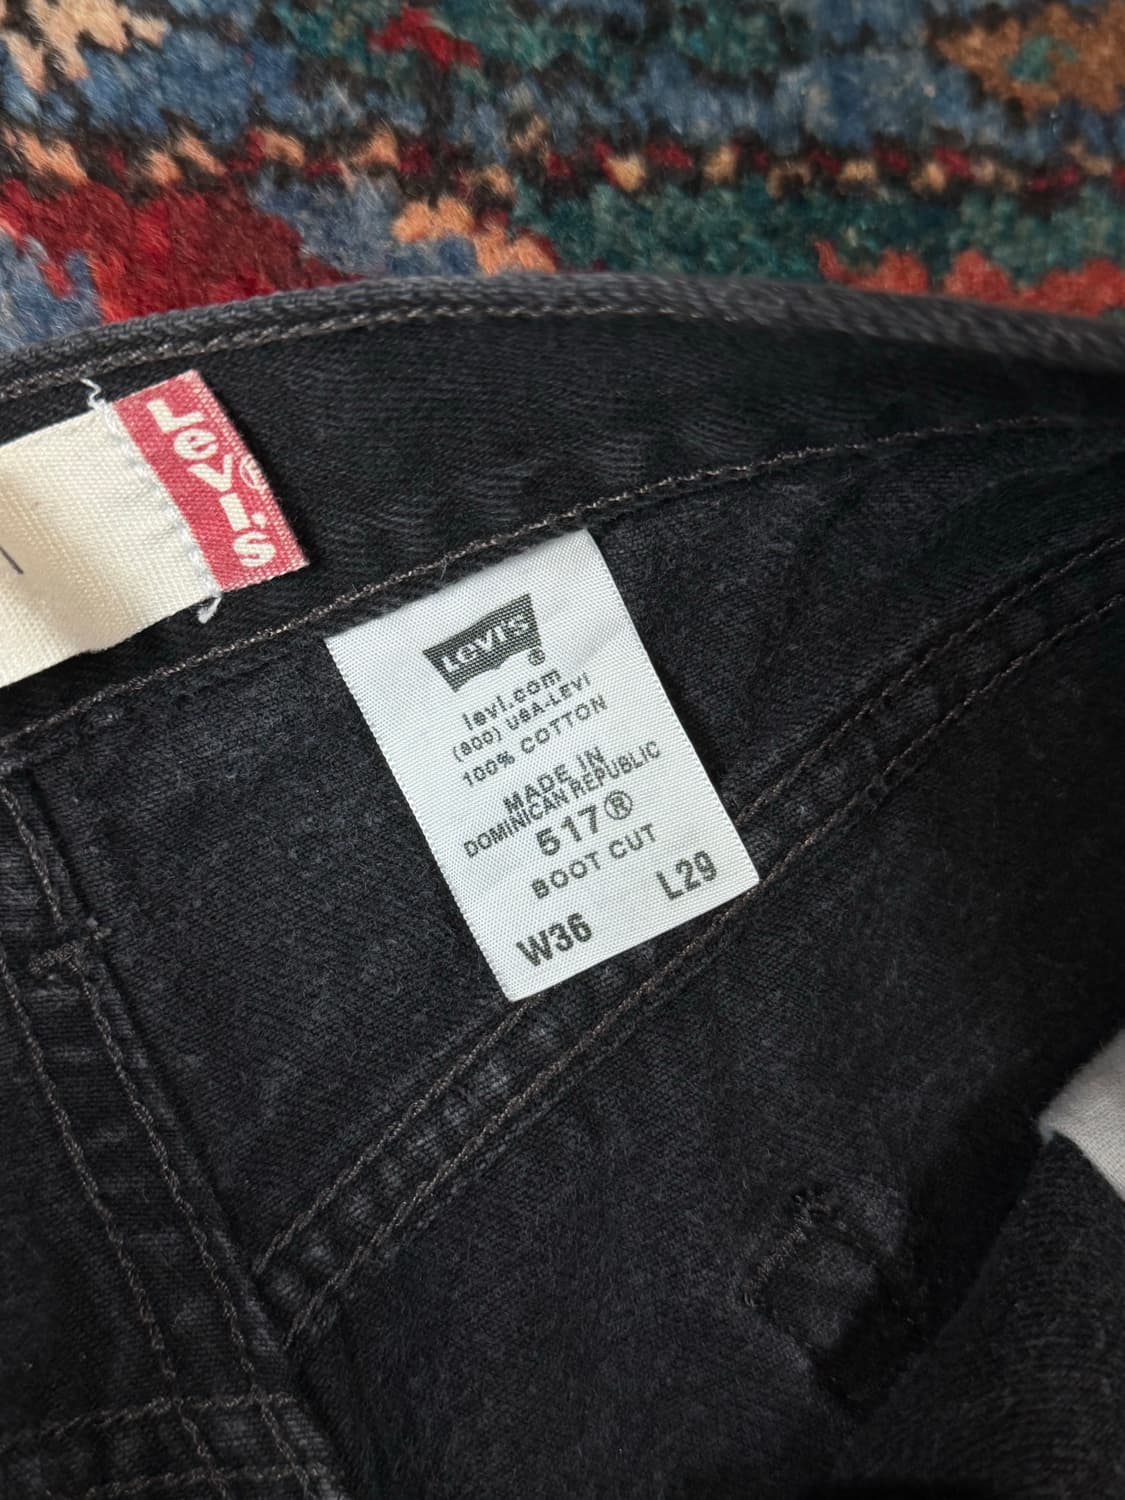 Levi's®
Levi's
®
levi.com
(800) USA-LEVI
100% COTTON
MADE IN
DOMINICAN REPUBLIC
517®
BOOT CUT
W36 L29